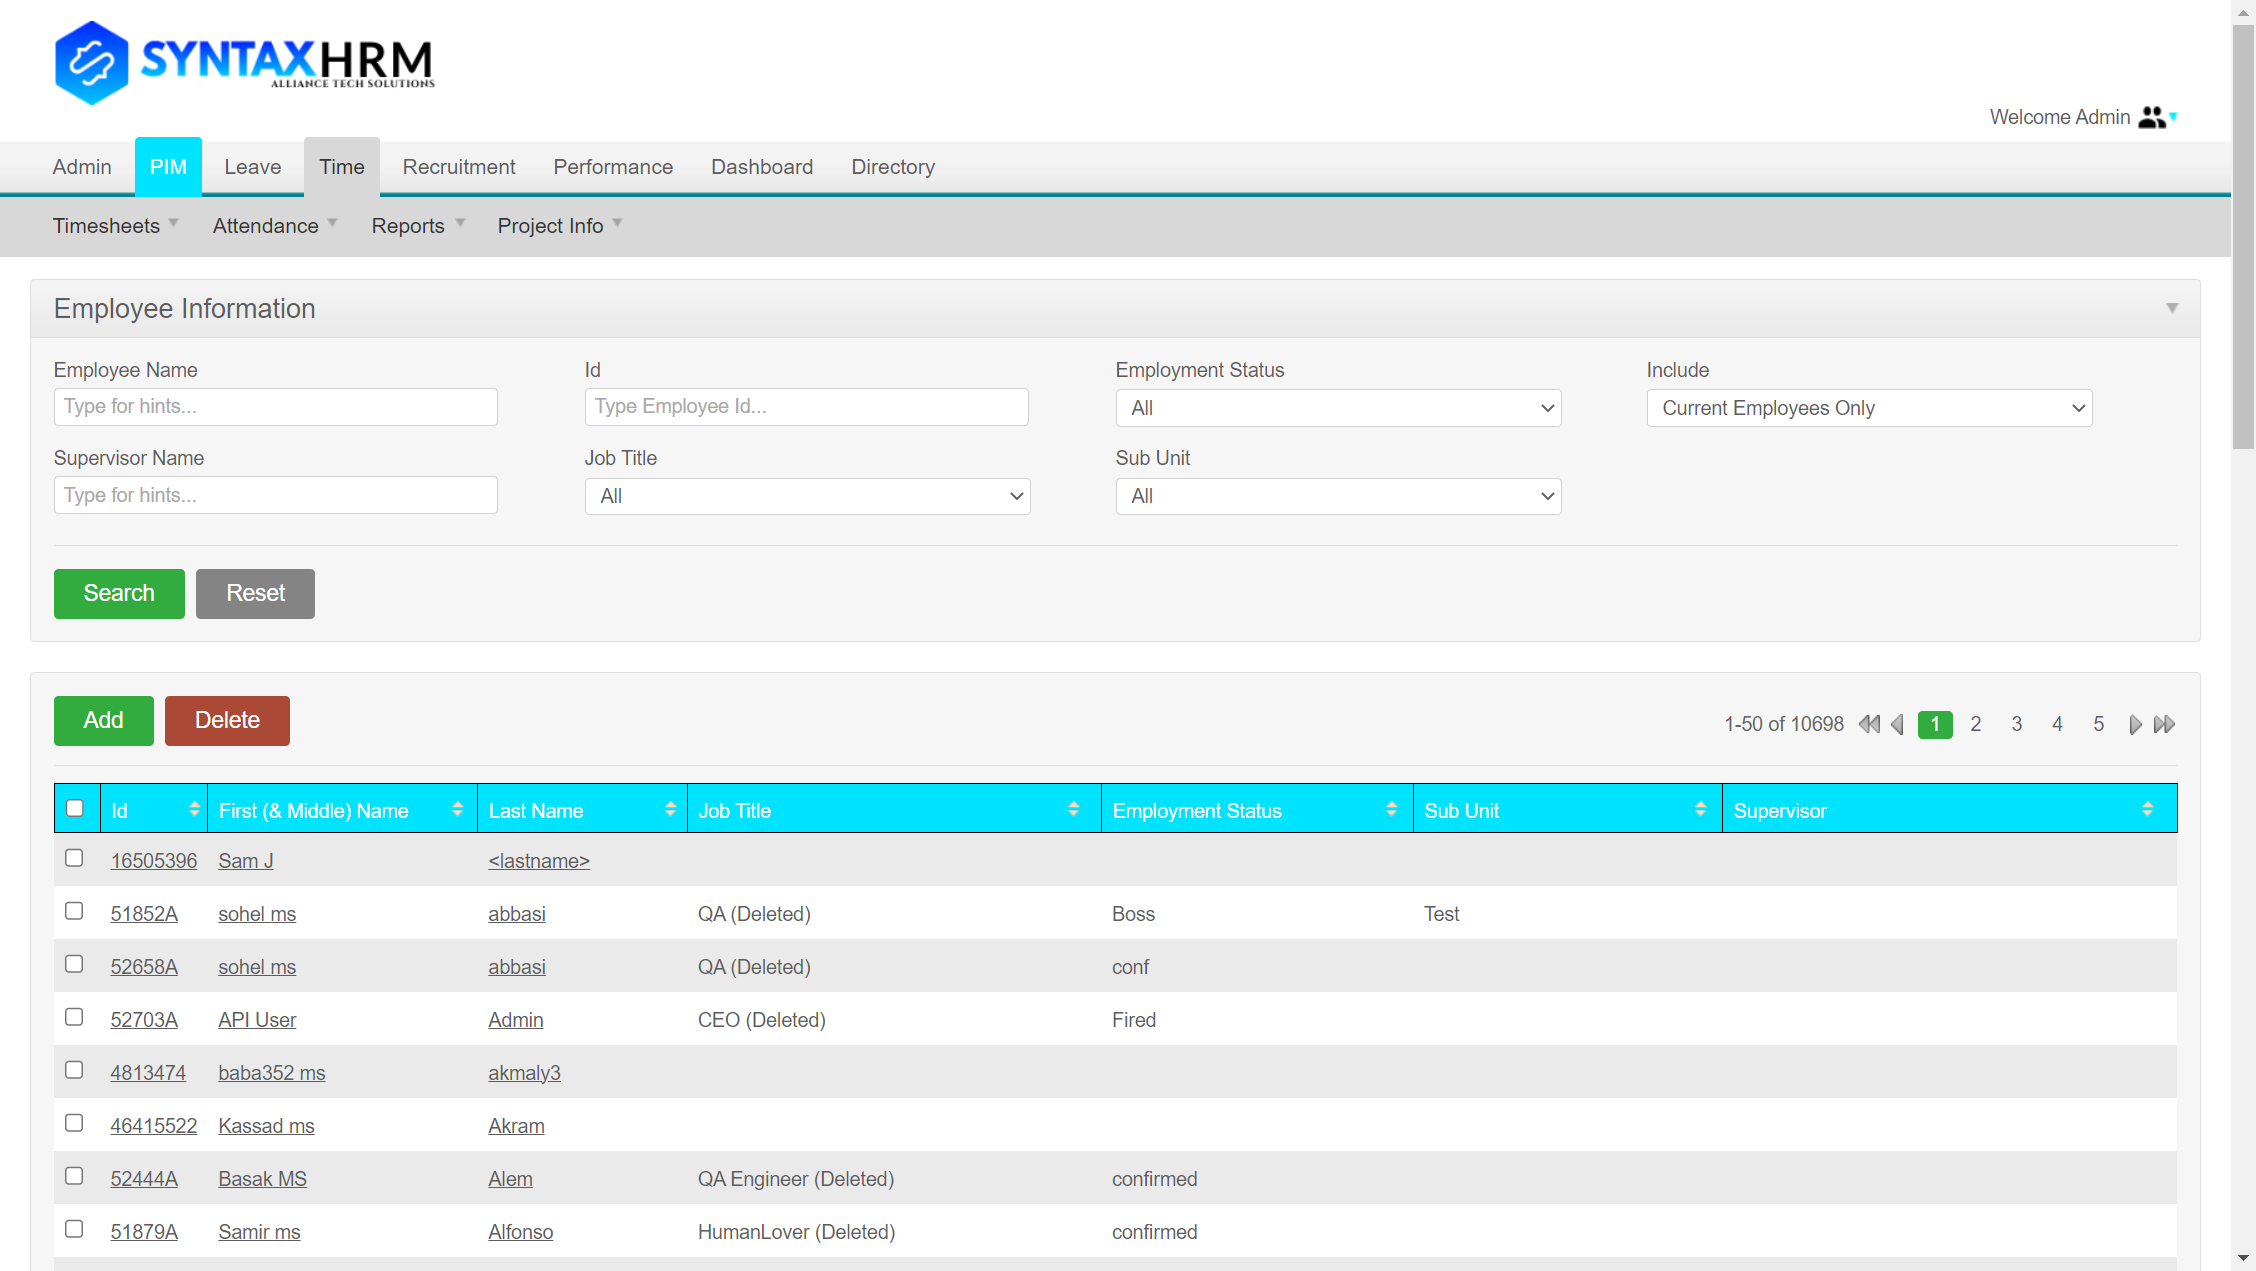 SYNTAXHRM
ALLIANCE TECH SOLUTIONS
Welcome Admin
Admin PIM Leave Time Recruitment Performance Dashboard Directory
Timesheets Attendance Reports Project Info
Employee Information
Employee Name Id Employment Status Include
Type for hints... Type Employee Id... All Current Employees Only
Supervisor Name Job Title Sub Unit
Type for hints... All All
Search Reset
Add Delete 1-50 of 10698 1 2 3 4 5
Id First (& Middle) Name Last Name Job Title Employment Status Sub Unit Supervisor
16505396 Sam J <lastname>
51852A sohel ms abbasi QA (Deleted) Boss Test
52658A sohel ms abbasi QA (Deleted) conf
52703A API User Admin CEO (Deleted) Fired
4813474 baba352 ms akmaly3
46415522 Kassad ms Akram
52444A Basak MS Alem QA Engineer (Deleted) confirmed
51879A Samir ms Alfonso HumanLover (Deleted) confirmed